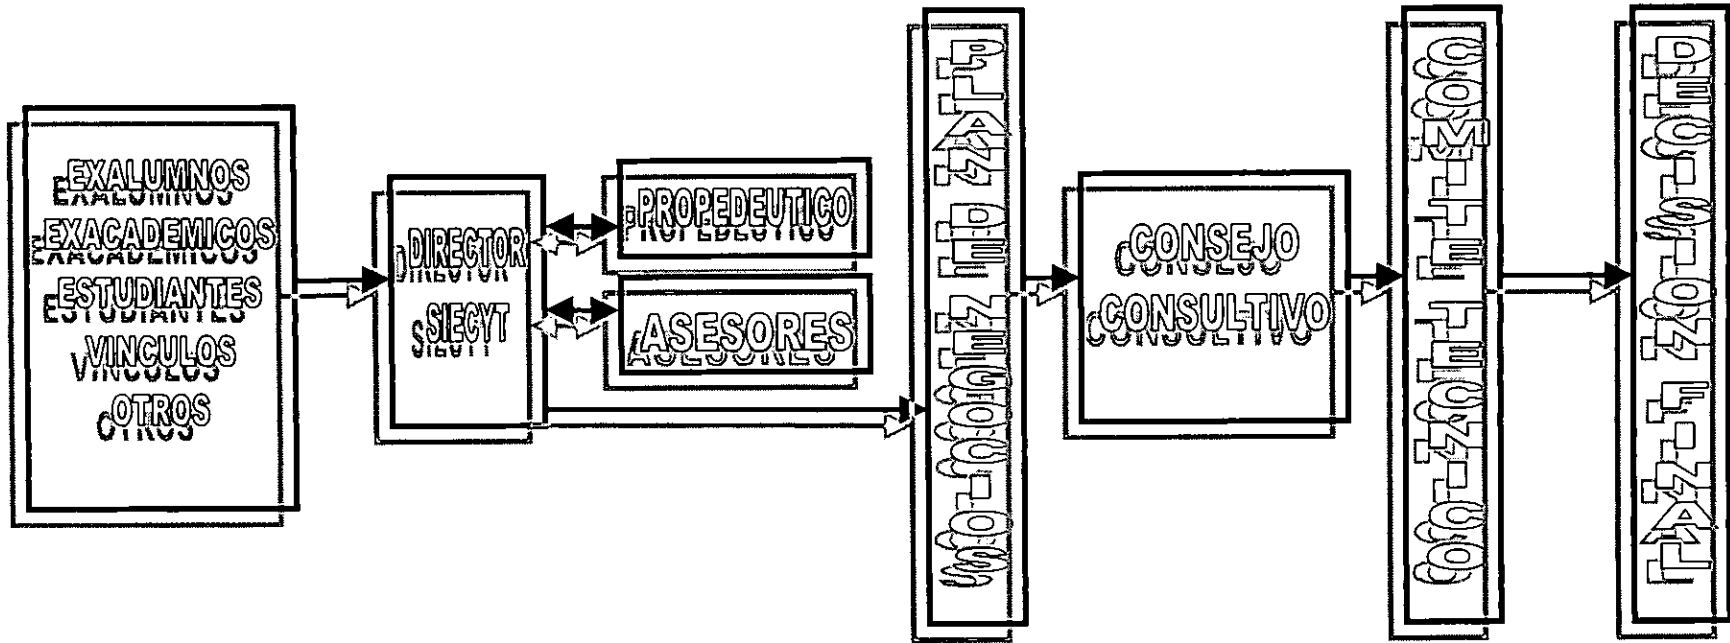 EXALUMNOS
EXACADEMICOS
ESTUDIANTES
VINCULOS
OTROS
DIRECTOR
SIECYT
PROPEDEUTICO
ASESORES
PLAN DE NEGOCIOS
CONSEJO
CONSULTIVO
COMITE TECNICO
DECISION FINAL